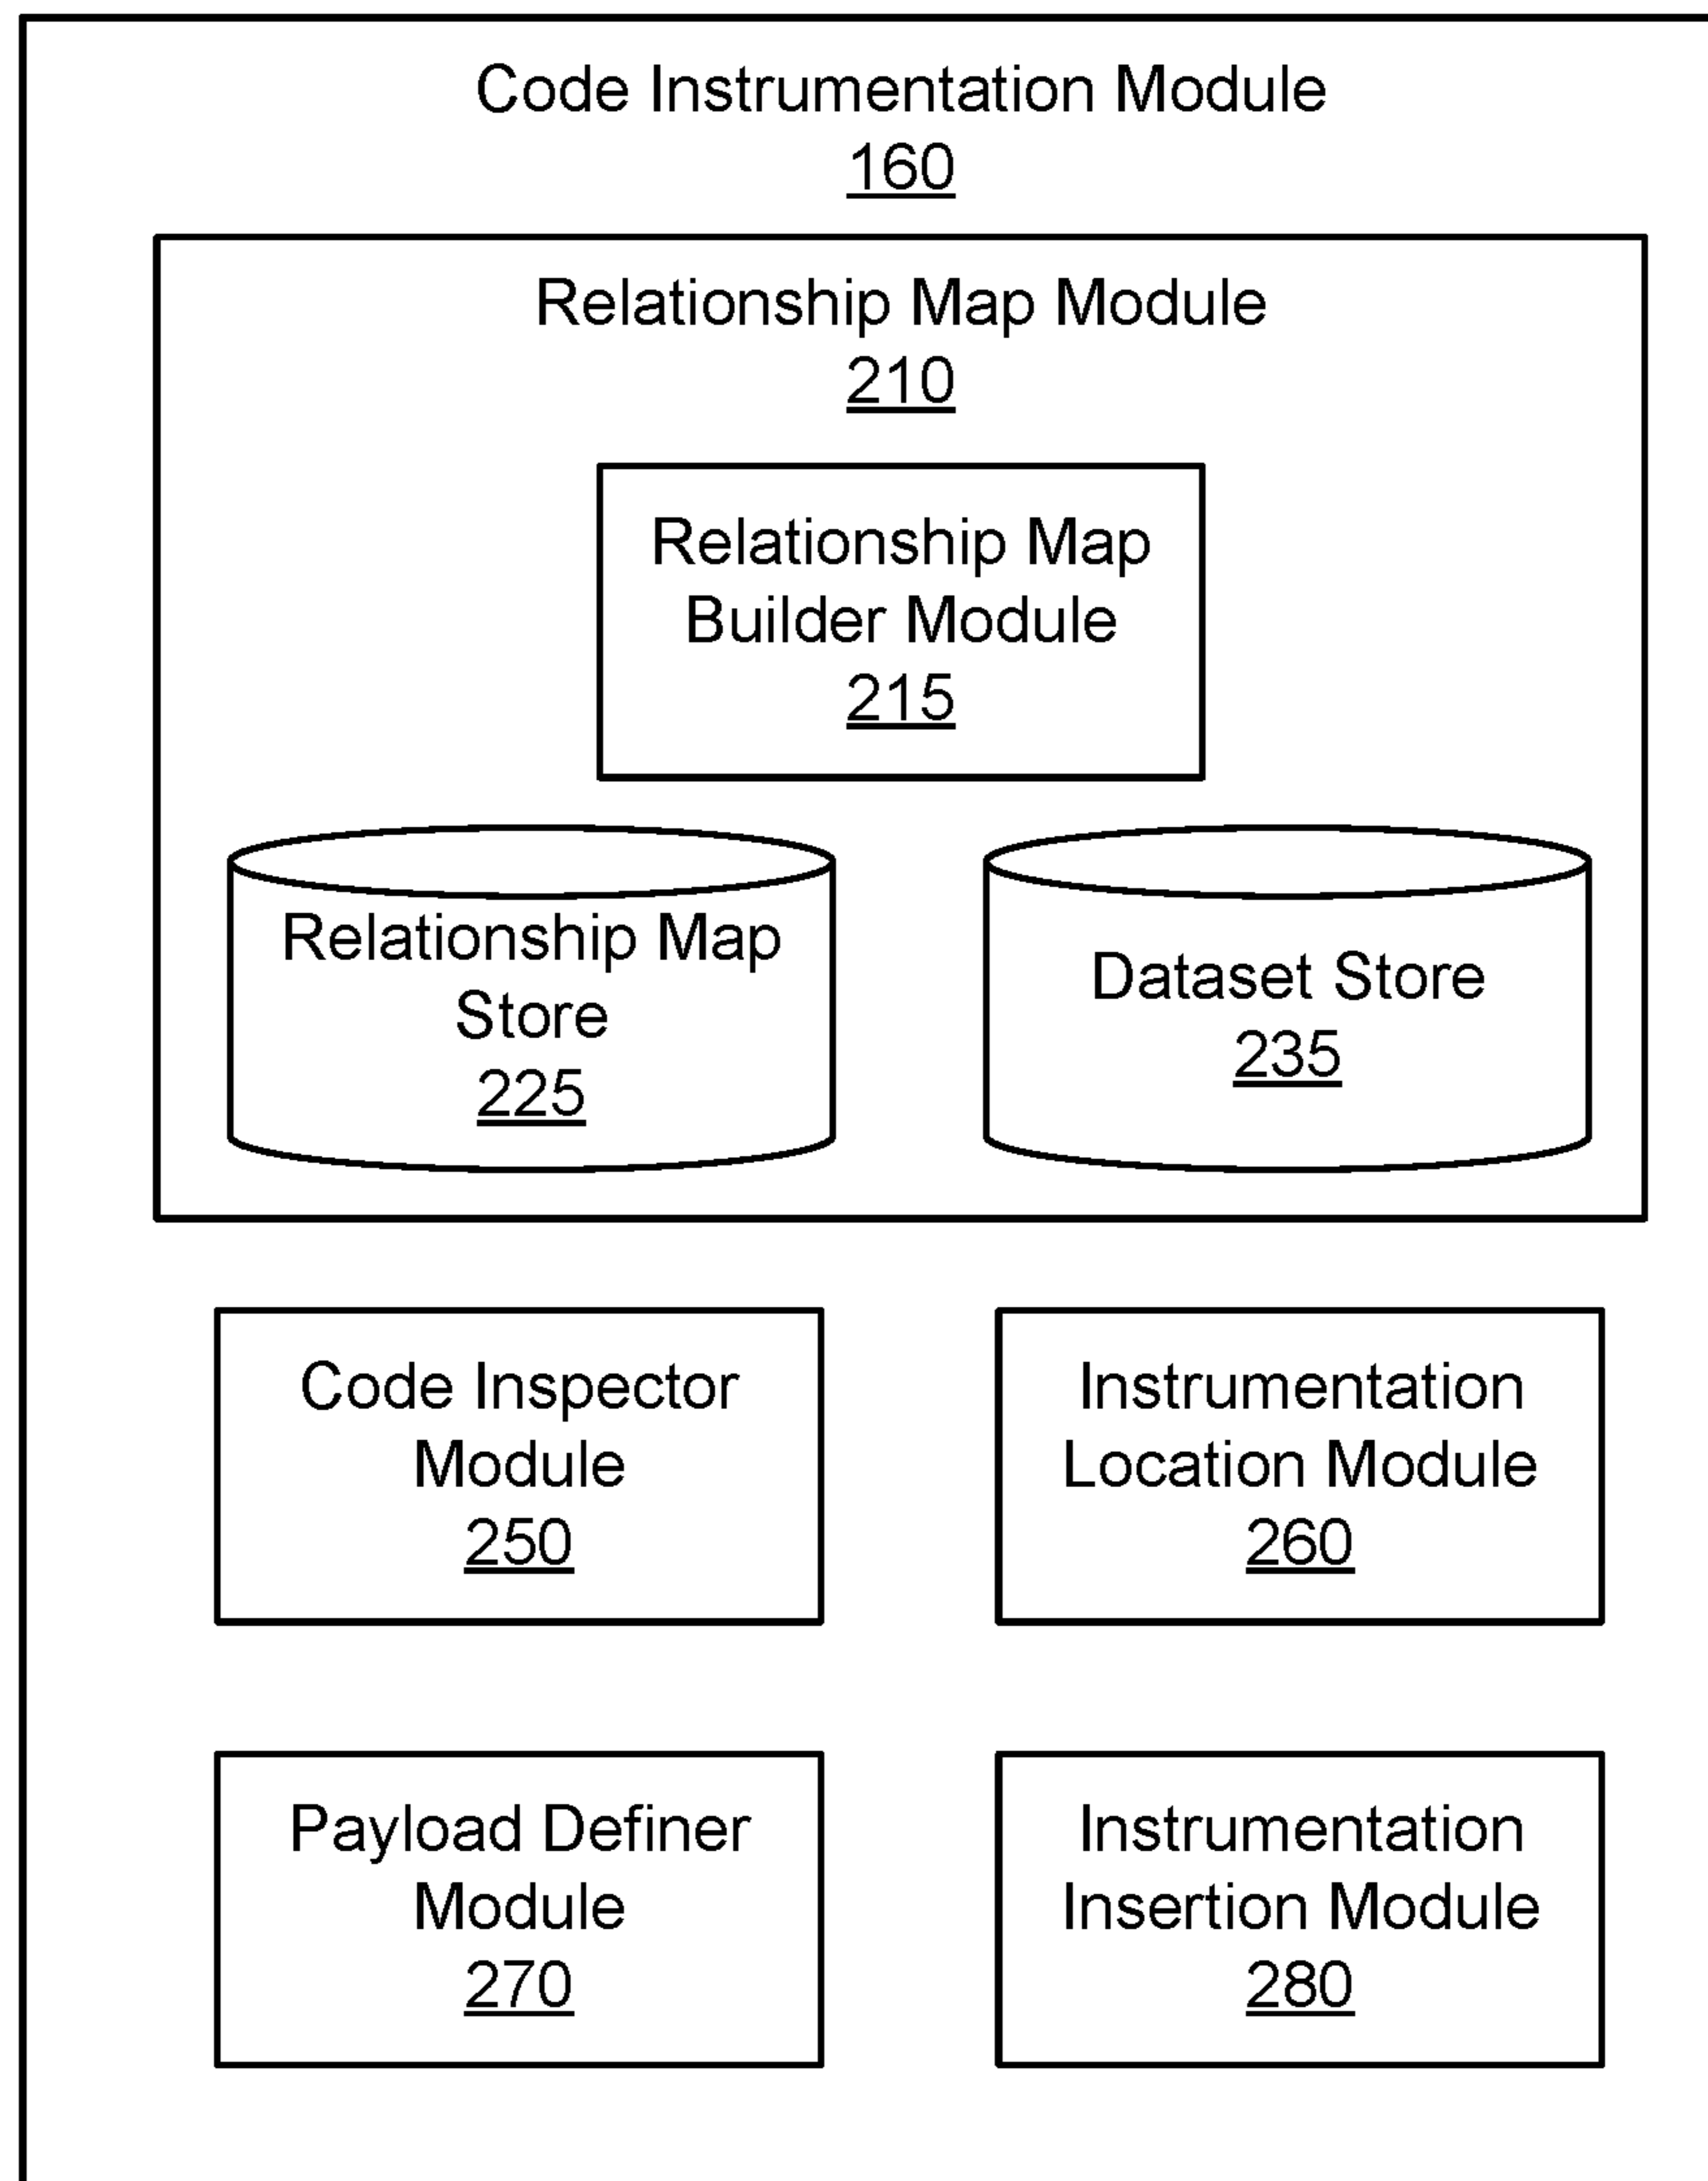 Code Instrumentation Module
160
Relationship Map Module
210
Relationship Map
Builder Module
215
Relationship Map
Store
225
Dataset Store
235
Code Inspector
Module
250
Instrumentation
Location Module
260
Payload Definer
Module
270
Instrumentation
Insertion Module
280